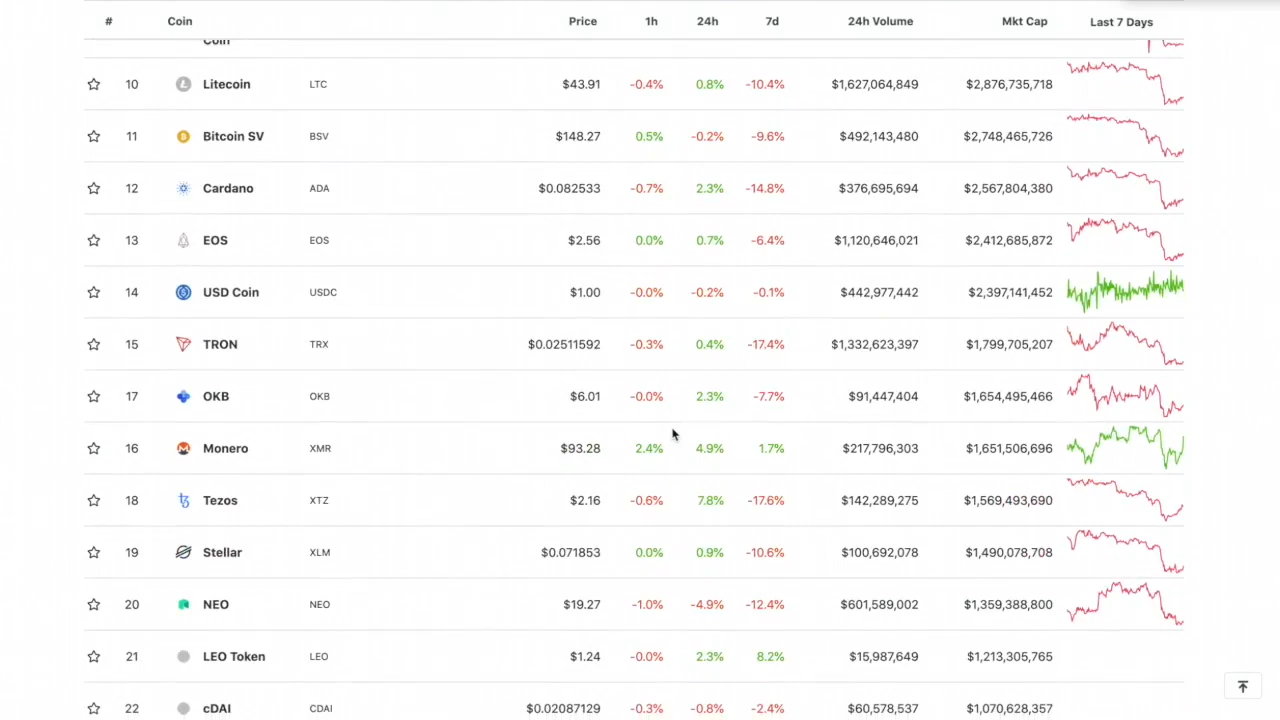 # Coin Price 1h 24h 7d 24h Volume Mkt Cap Last 7 Days
Coin
10 Litecoin LTC $43.91 -0.4% 0.8% -10.4% $1,627,064,849 $2,876,735,718
11 Bitcoin SV BSV $148.27 0.5% -0.2% -9.6% $492,143,480 $2,748,465,726
12 Cardano ADA $0.082533 -0.7% 2.3% -14.8% $376,695,694 $2,567,804,380
13 EOS EOS $2.56 0.0% 0.7% -6.4% $1,120,646,021 $2,412,685,872
14 USD Coin USDC $1.00 -0.0% -0.2% -0.1% $442,977,442 $2,397,141,452
15 TRON TRX $0.02511592 -0.3% 0.4% -17.4% $1,332,623,397 $1,799,705,207
17 OKB OKB $6.01 -0.0% 2.3% -7.7% $91,447,404 $1,654,495,466
16 Monero XMR $93.28 2.4% 4.9% 1.7% $217,796,303 $1,651,506,696
18 Tezos XTZ $2.16 -0.6% 7.8% -17.6% $142,289,275 $1,569,493,690
19 Stellar XLM $0.071853 0.0% 0.9% -10.6% $100,692,078 $1,490,078,708
20 NEO NEO $19.27 -1.0% -4.9% -12.4% $601,589,002 $1,359,388,800
21 LEO Token LEO $1.24 -0.0% 2.3% 8.2% $15,987,649 $1,213,305,765
22 cDAI CDAI $0.02087129 -0.3% -0.8% -2.4% $60,578,537 $1,070,628,357